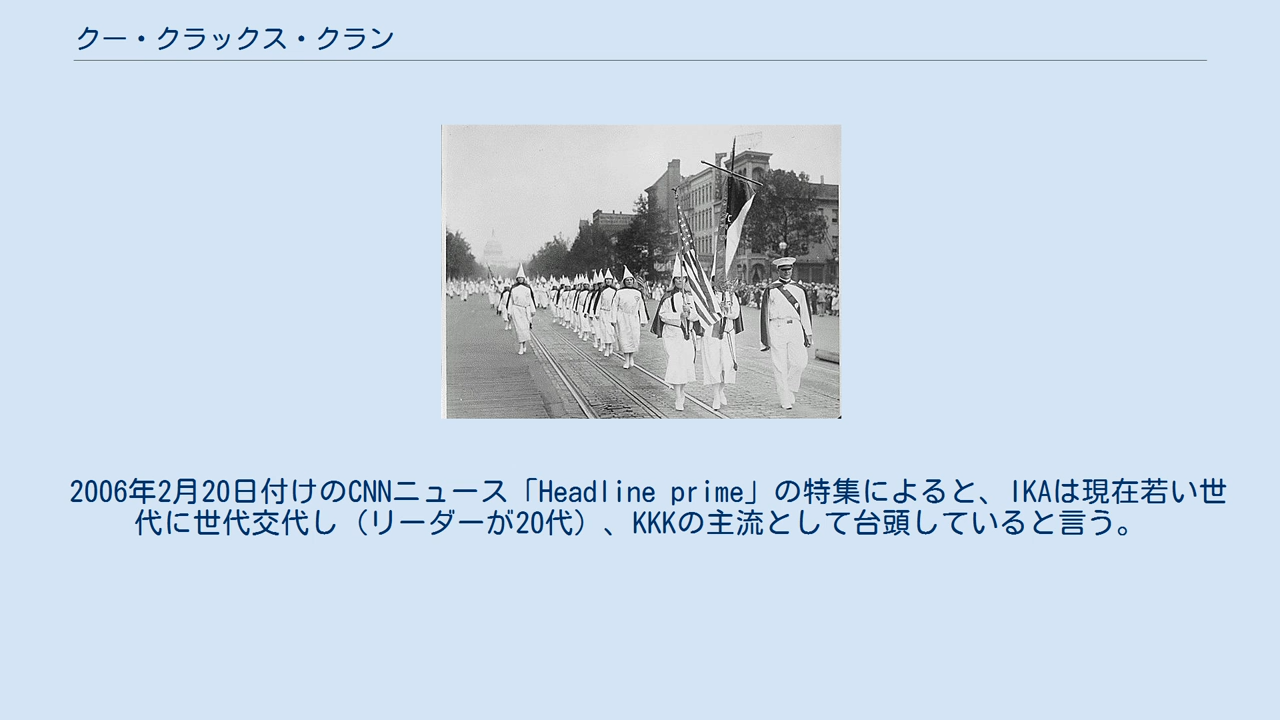 クー・クラックス・クラン
2006年2月20日付けのCNNニュース「Headline prime」の特集によると、IKAは現在若い世
代に世代交代し（リーダーが20代）、KKKの主流として台頭していると言う。